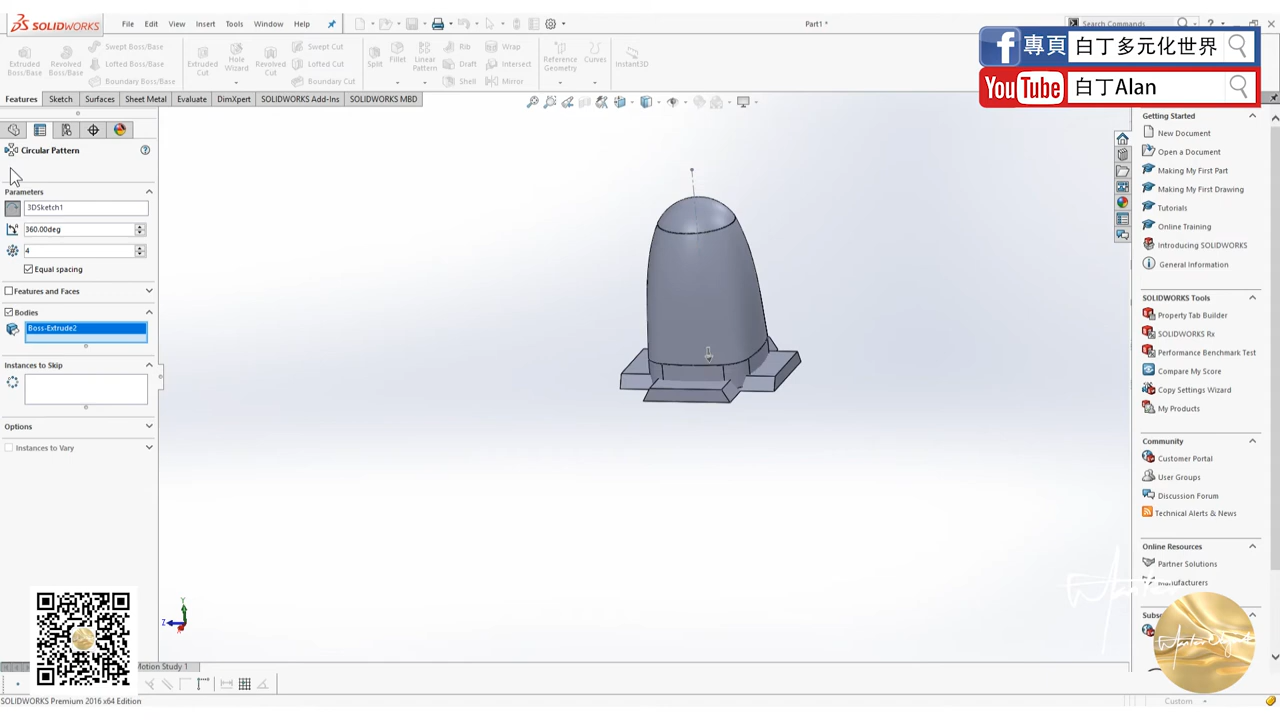 SOLIDWORKS
File Edit View Insert Tools Window Help
Part1 *
Search Commands
專頁 白丁多元化世界
YouTube 白丁Alan
Extruded Boss/Base
Revolved Boss/Base
Swept Boss/Base
Lofted Boss/Base
Boundary Boss/Base
Extruded Cut
Hole Wizard
Revolved Cut
Swept Cut
Lofted Cut
Boundary Cut
Split
Fillet
Linear Pattern
Rib
Draft
Shell
Wrap
Intersect
Mirror
Reference Geometry
Curves
Instant3D
Features Sketch Surfaces Sheet Metal Evaluate DimXpert SOLIDWORKS Add-Ins SOLIDWORKS MBD
Circular Pattern
Parameters
3DSketch1
360.00deg
4
Equal spacing
Features and Faces
Bodies
Boss-Extrude2
Instances to Skip
Options
Instances to Vary
Getting Started
New Document
Open a Document
Making My First Part
Making My First Drawing
Tutorials
Online Training
Introducing SOLIDWORKS
General Information
SOLIDWORKS Tools
Property Tab Builder
SOLIDWORKS Rx
Performance Benchmark Test
Compare My Score
Copy Settings Wizard
My Products
Community
Customer Portal
User Groups
Discussion Forum
Technical Alerts & News
Online Resources
Partner Solutions
Manufacturers
Y
Z
Motion Study 1
SOLIDWORKS Premium 2016 x64 Edition
Custom